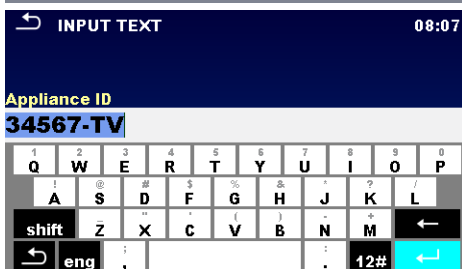 INPUT TEXT 08:07
Appliance ID
34567-TV
1 2 3 4 5 6 7 8 9 0
Q W E R T Y U I O P
! @ # $ % & * ? /
A S D F G H J K L
- " ' ( ) - +
shift Z X C V B N M
; :
eng , . 12#